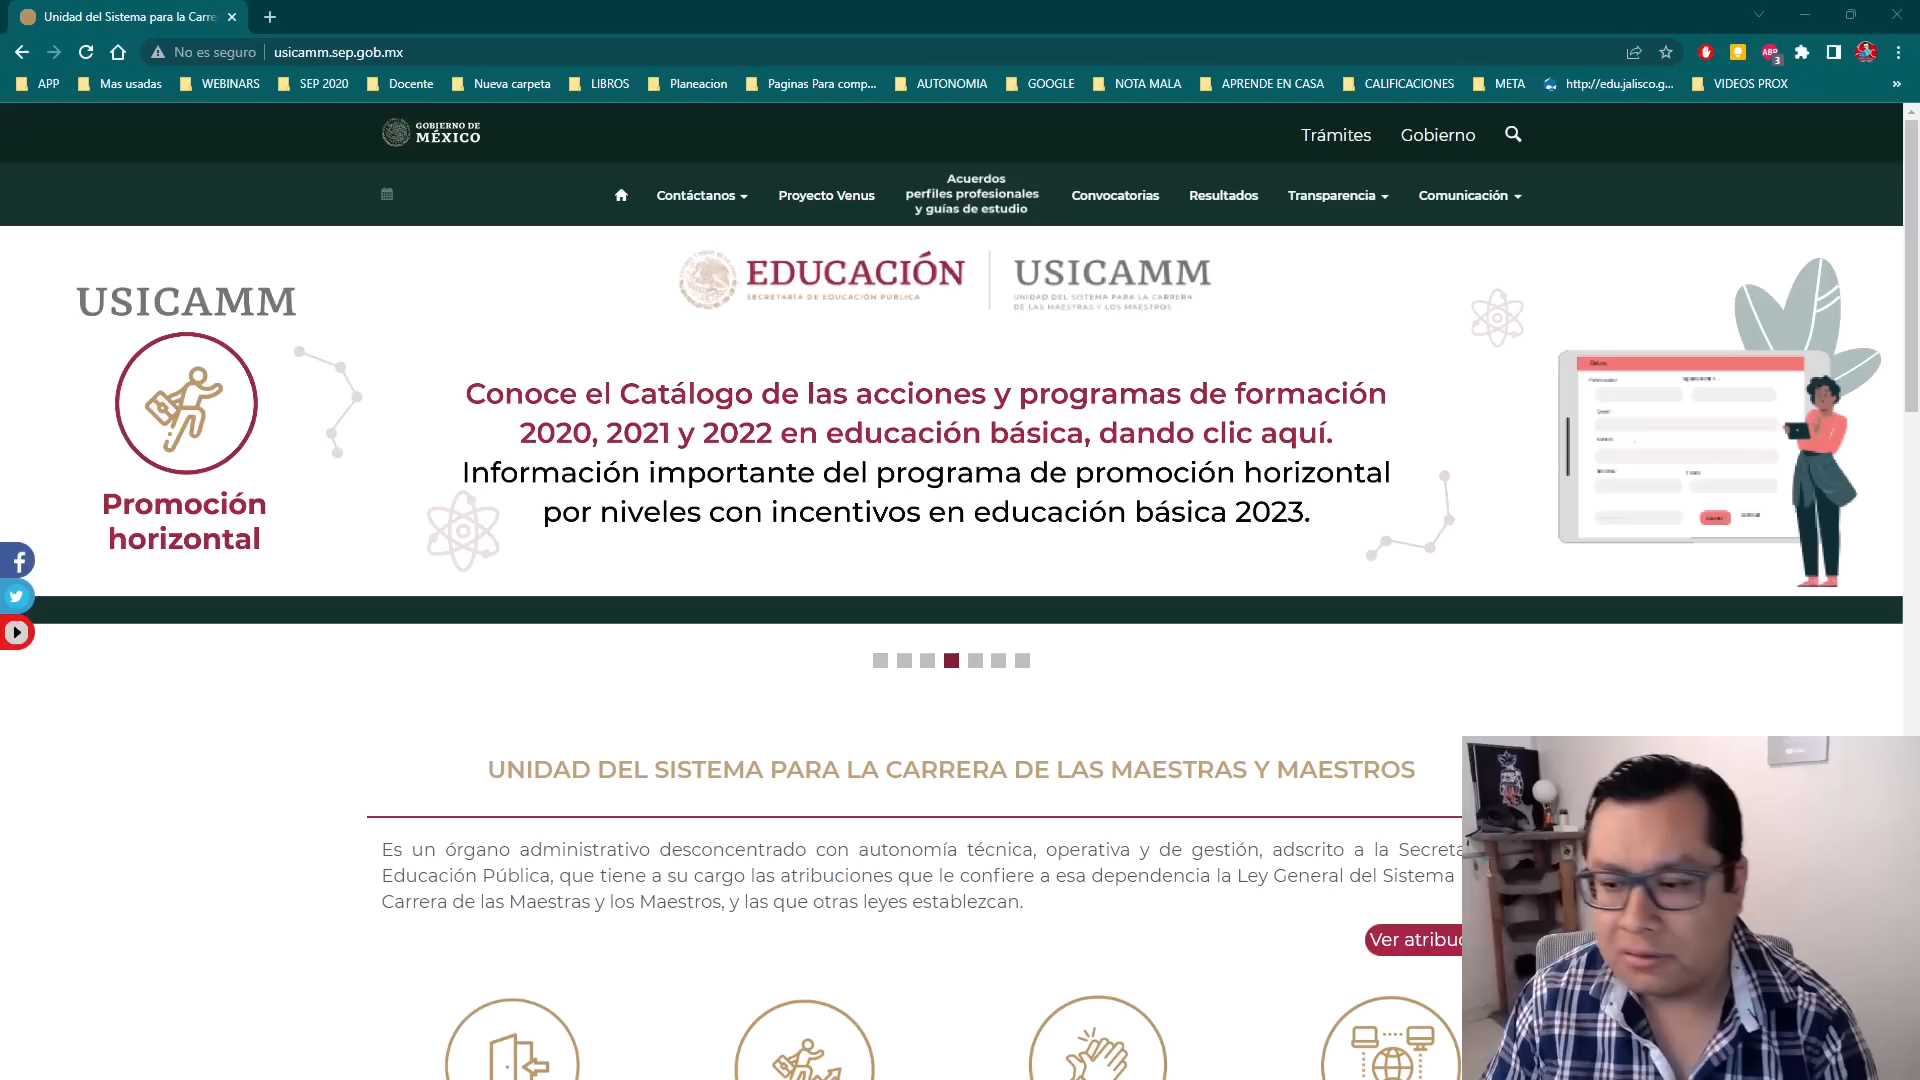 Unidad del Sistema para la Carre
No es seguro
usicamm.sep.gob.mx
APP
Mas usadas
WEBINARS
SEP 2020
Docente
Nueva carpeta
LIBROS
Planeacion
Paginas Para comp...
AUTONOMIA
GOOGLE
NOTA MALA
APRENDE EN CASA
CALIFICACIONES
META
http://edu.jalisco.g...
VIDEOS PROX
GOBIERNO DE
MÉXICO
Trámites
Gobierno
Contáctanos
Proyecto Venus
Acuerdos
perfiles profesionales
y guías de estudio
Convocatorias
Resultados
Transparencia
Comunicación
EDUCACIÓN
SECRETARÍA DE EDUCACIÓN PÚBLICA
USICAMM
UNIDAD DEL SISTEMA PARA LA CARRERA
DE LAS MAESTRAS Y LOS MAESTROS
USICAMM
Promoción
horizontal
Conoce el Catálogo de las acciones y programas de formación
2020, 2021 y 2022 en educación básica, dando clic aquí.
Información importante del programa de promoción horizontal
por niveles con incentivos en educación básica 2023.
UNIDAD DEL SISTEMA PARA LA CARRERA DE LAS MAESTRAS Y MAESTROS
Es un órgano administrativo desconcentrado con autonomía técnica, operativa y de gestión, adscrito a la Secreta
Educación Pública, que tiene a su cargo las atribuciones que le confiere a esa dependencia la Ley General del Sistema
Carrera de las Maestras y los Maestros, y las que otras leyes establezcan.
Ver atribuc